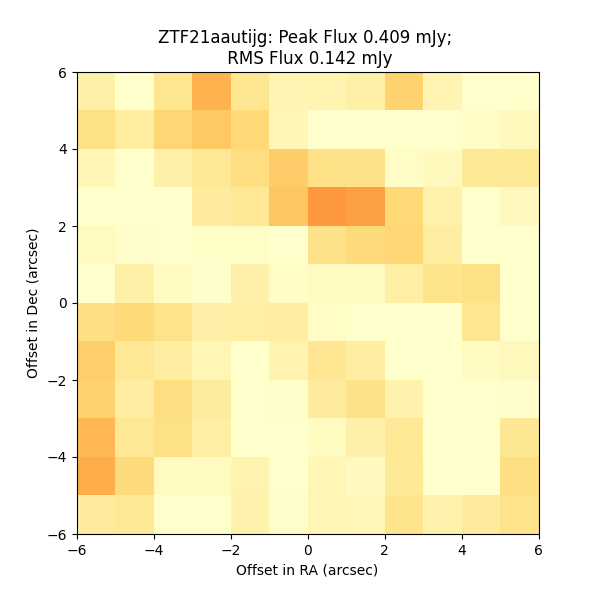 ZTF21aautijg: Peak Flux 0.409 mJy;
RMS Flux 0.142 mJy
6
4
2
0
−2
−4
−6
Offset in Dec (arcsec)
−6 −4 −2 0 2 4 6
Offset in RA (arcsec)